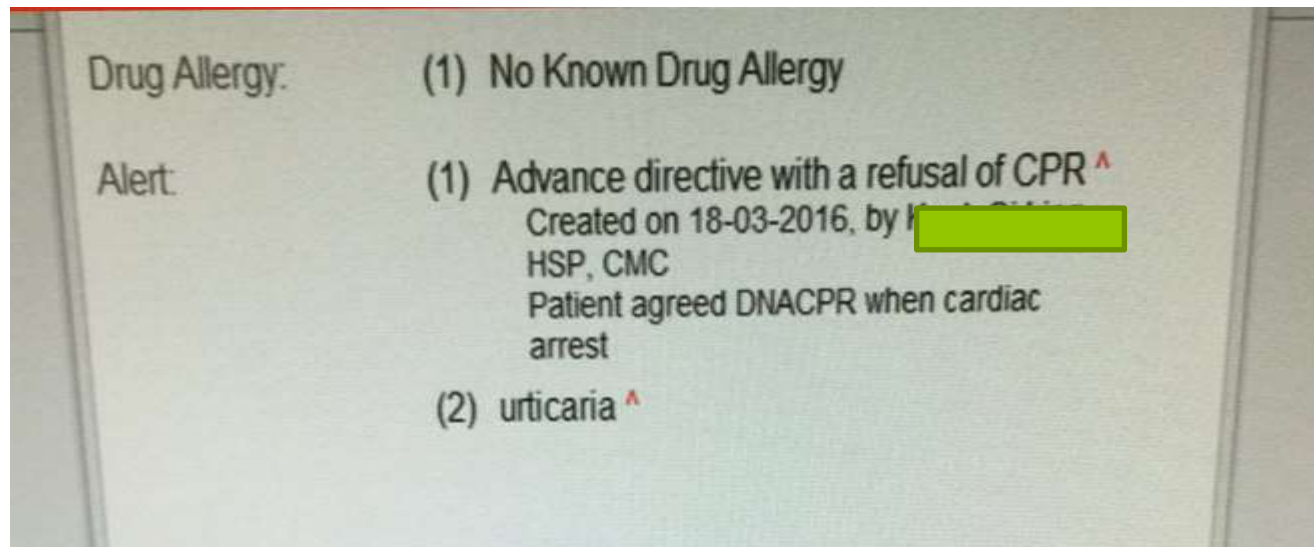 Drug Allergy: (1) No Known Drug Allergy
Alert: (1) Advance directive with a refusal of CPR ^
Created on 18-03-2016, by
HSP, CMC
Patient agreed DNACPR when cardiac
arrest
(2) urticaria ^